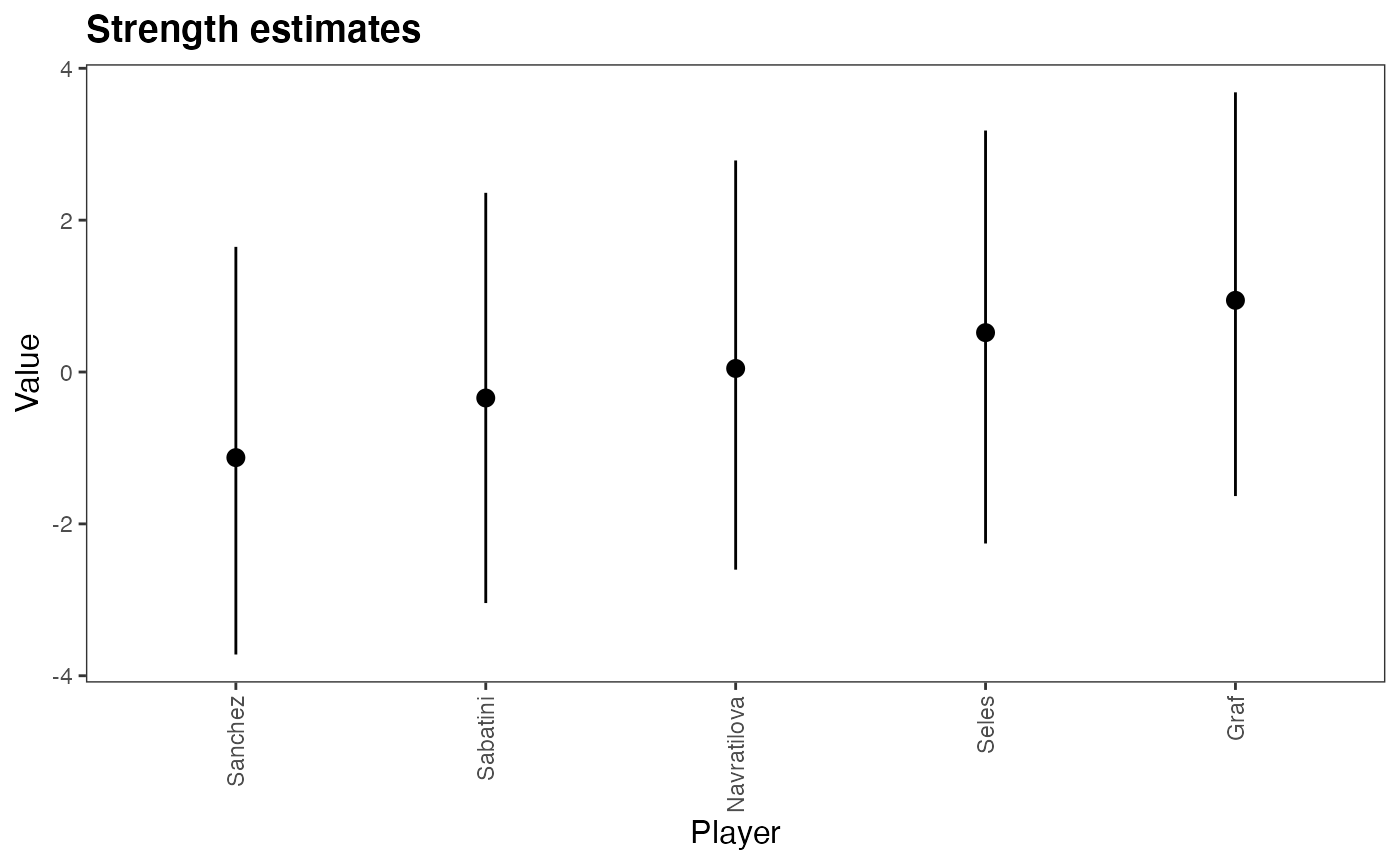 Strength estimates
4
2
0
-2
-4
Value
Sanchez
Sabatini
Navratilova
Seles
Graf
Player